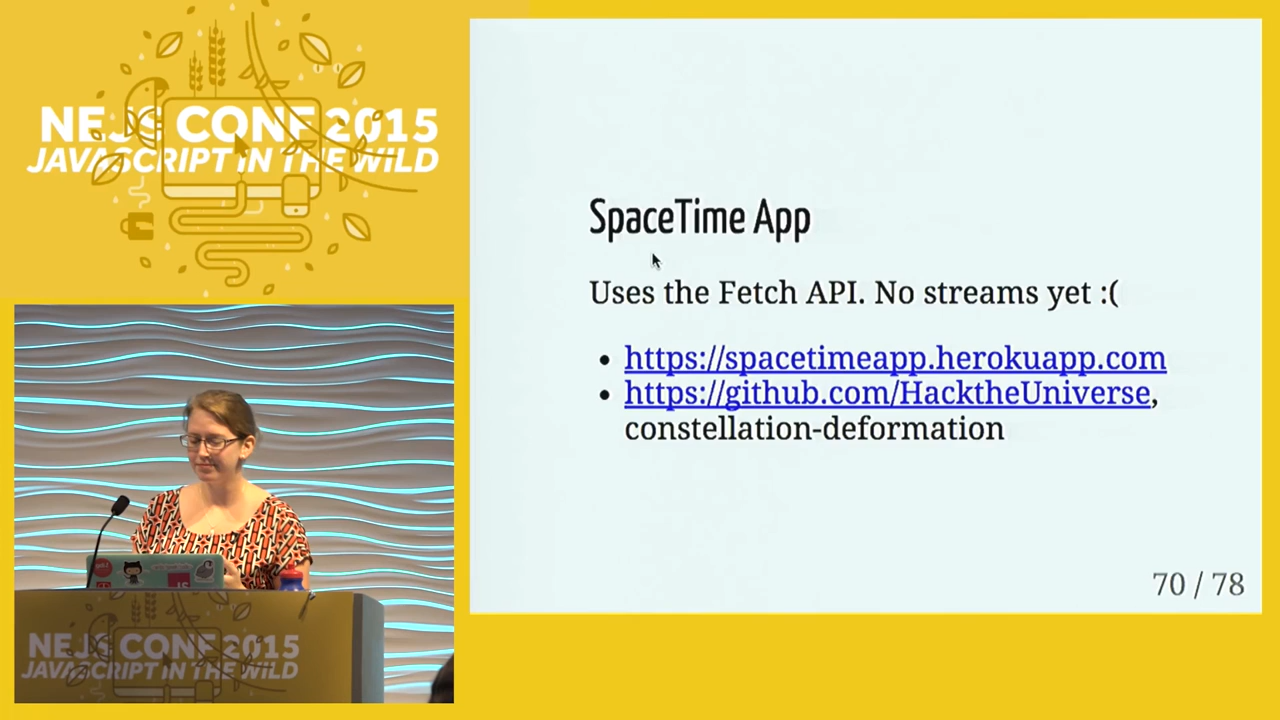 NEJS CONF 2015
JAVASCRIPT IN THE WILD
SpaceTime App
Uses the Fetch API. No streams yet :(
• https://spacetimeapp.herokuapp.com
• https://github.com/HacktheUniverse,
constellation-deformation
70 / 78
JS
NEJS CONF 2015
JAVASCRIPT IN THE WILD